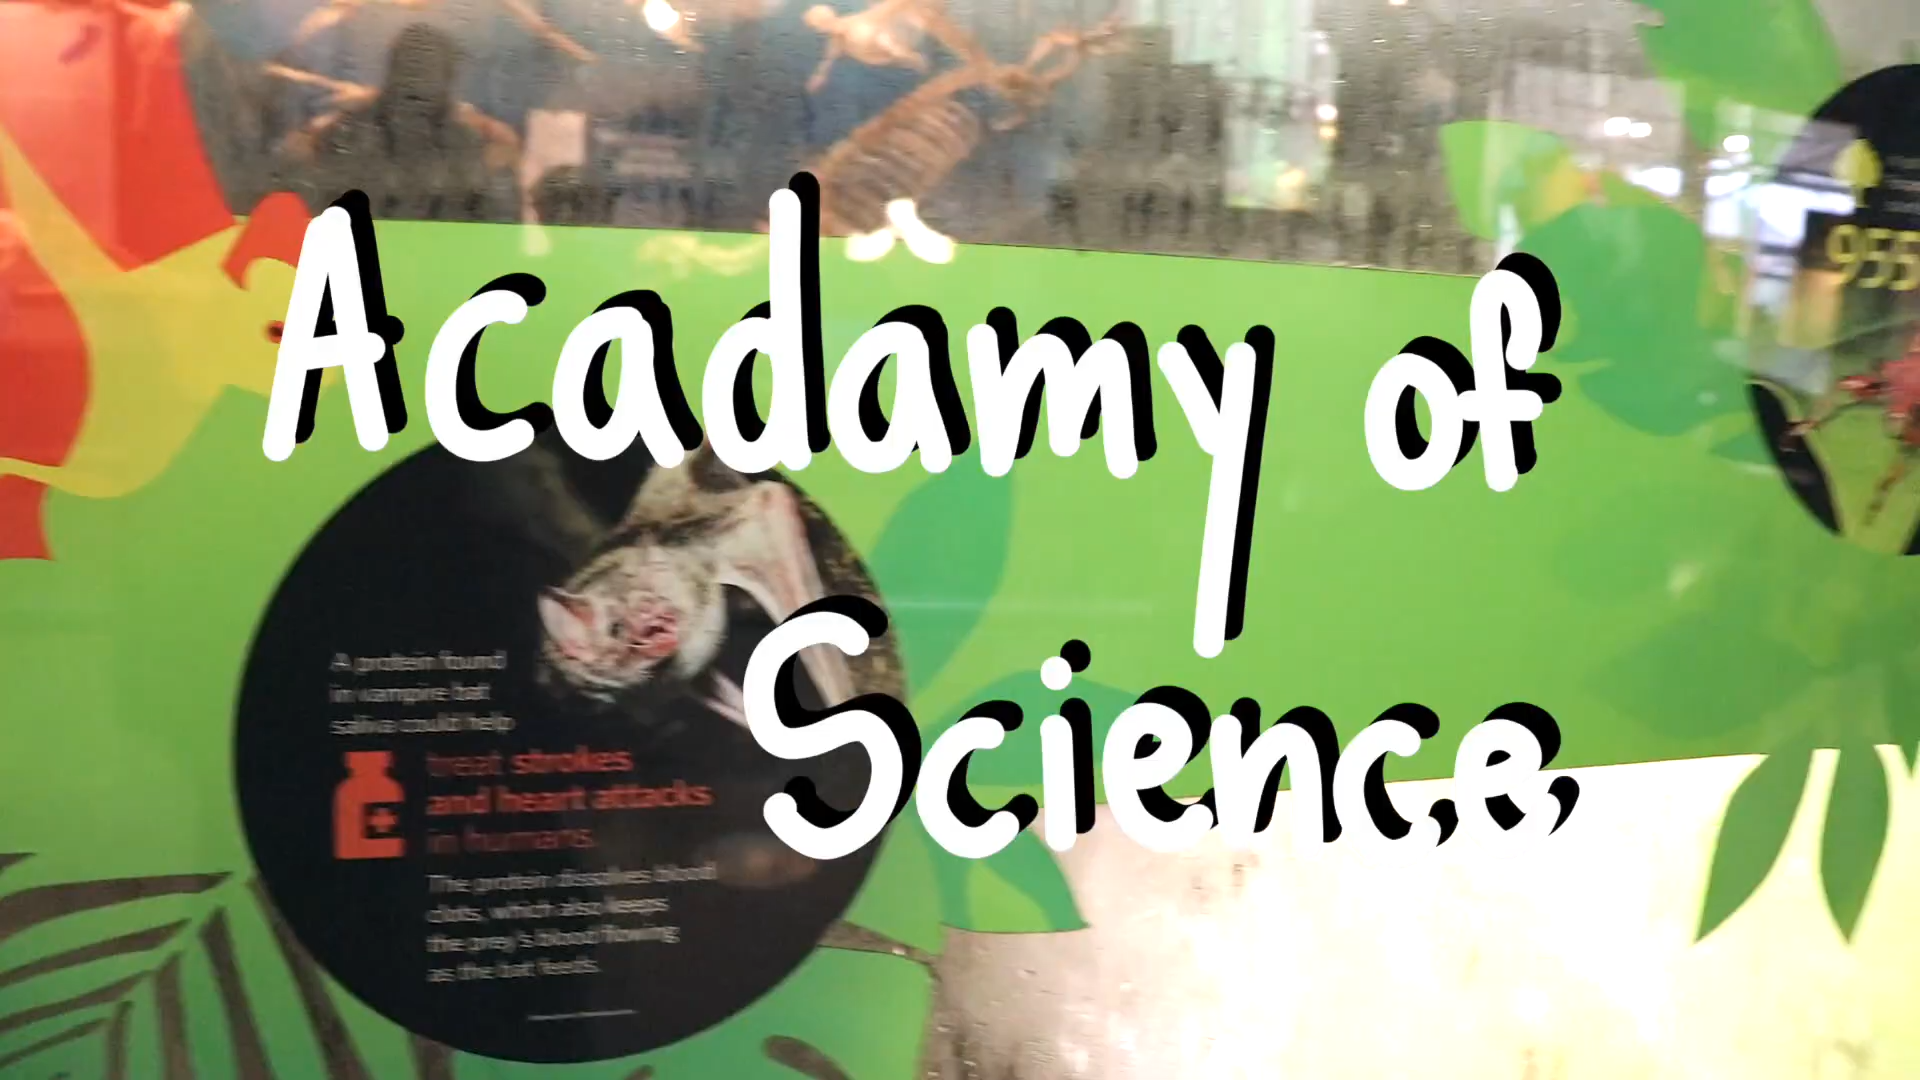 Acadamy of
Science
955
A protein found
in vampire bat
saliva could help
treat strokes
and heart attacks
in humans.
The protein dissolves blood
clots, which also keeps
the prey's blood flowing
as the bat feeds.